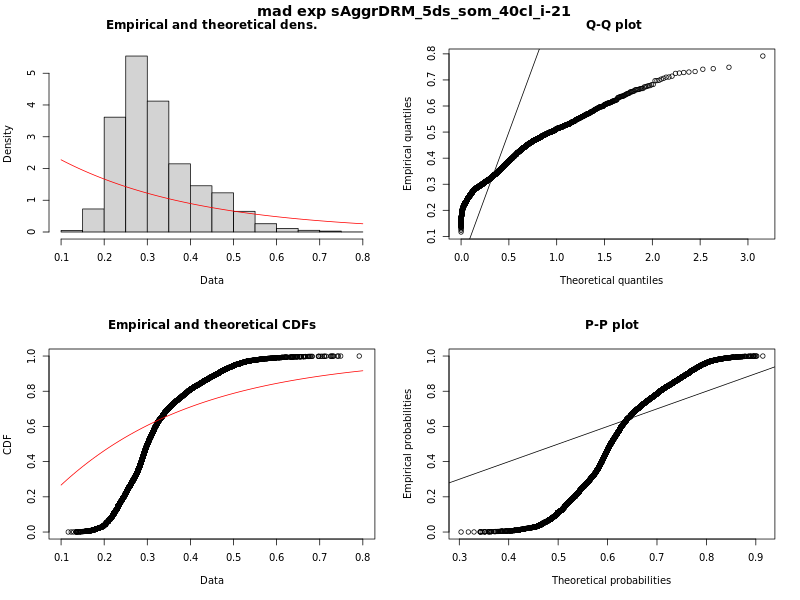 mad exp sAggrDRM_5ds_som_40cl_i-21
Empirical and theoretical dens.
Density
0 1 2 3 4 5
0.1 0.2 0.3 0.4 0.5 0.6 0.7 0.8
Data
Q-Q plot
Empirical quantiles
0.1 0.2 0.3 0.4 0.5 0.6 0.7 0.8
0.0 0.5 1.0 1.5 2.0 2.5 3.0
Theoretical quantiles
Empirical and theoretical CDFs
CDF
0.0 0.2 0.4 0.6 0.8 1.0
0.1 0.2 0.3 0.4 0.5 0.6 0.7 0.8
Data
P-P plot
Empirical probabilities
0.0 0.2 0.4 0.6 0.8 1.0
0.3 0.4 0.5 0.6 0.7 0.8 0.9
Theoretical probabilities